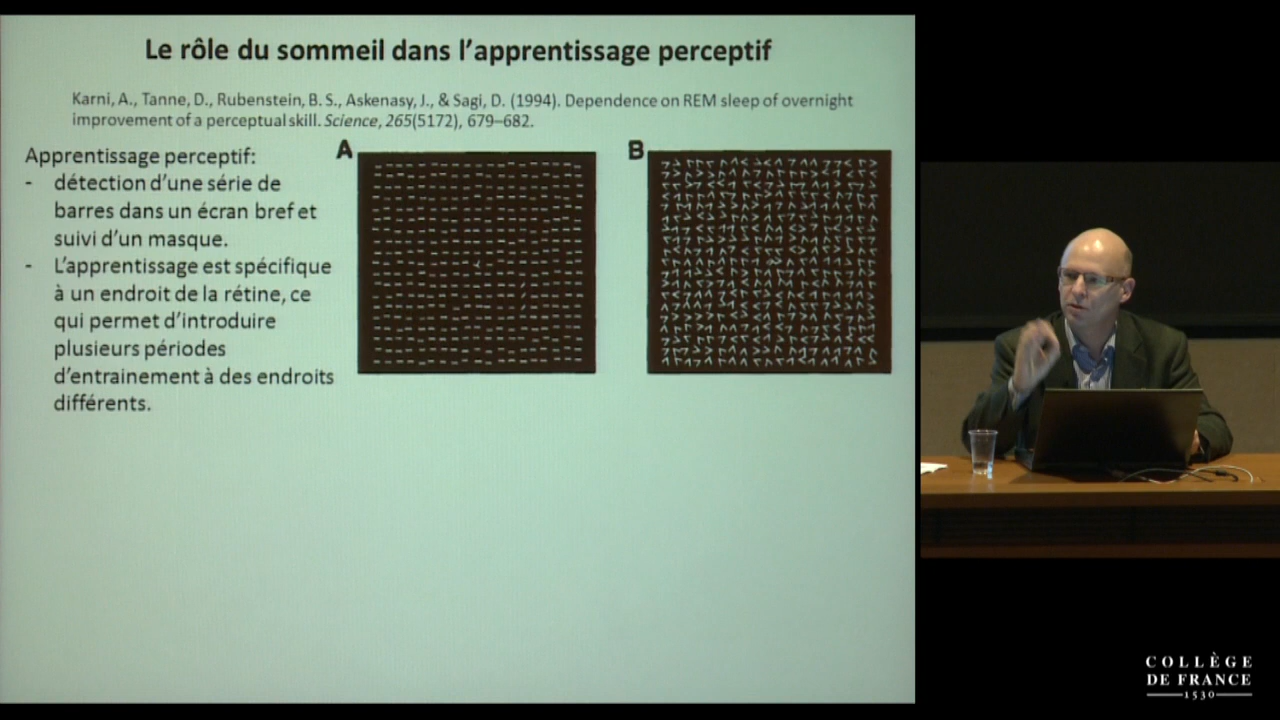 Le rôle du sommeil dans l'apprentissage perceptif
Karni, A., Tanne, D., Rubenstein, B. S., Askenasy, J., & Sagi, D. (1994). Dependence on REM sleep of overnight
improvement of a perceptual skill. Science, 265(5172), 679–682.
Apprentissage perceptif:
- détection d'une série de
barres dans un écran bref et
suivi d'un masque.
- L'apprentissage est spécifique
à un endroit de la rétine, ce
qui permet d'introduire
plusieurs périodes
d'entrainement à des endroits
différents.
A
B
COLLÈGE
DE FRANCE
1530